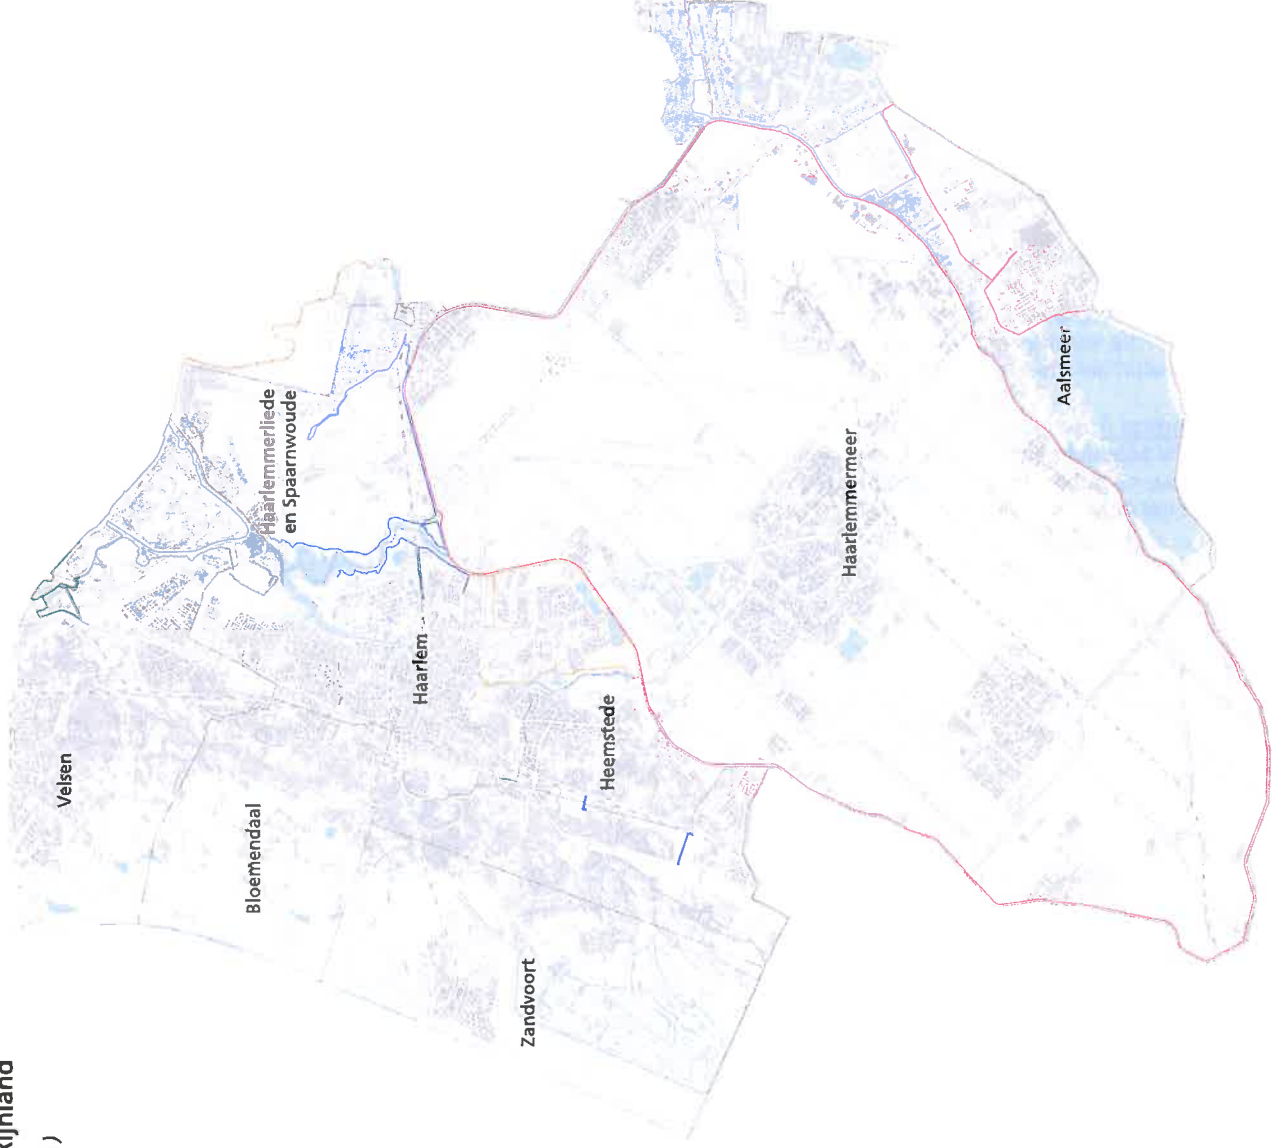 Velsen
Bloemendaal
Haarlemmerliede
en Spaarnwoude
Haarlem
Zandvoort
Heemstede
Haarlemmermeer
Aalsmeer
)